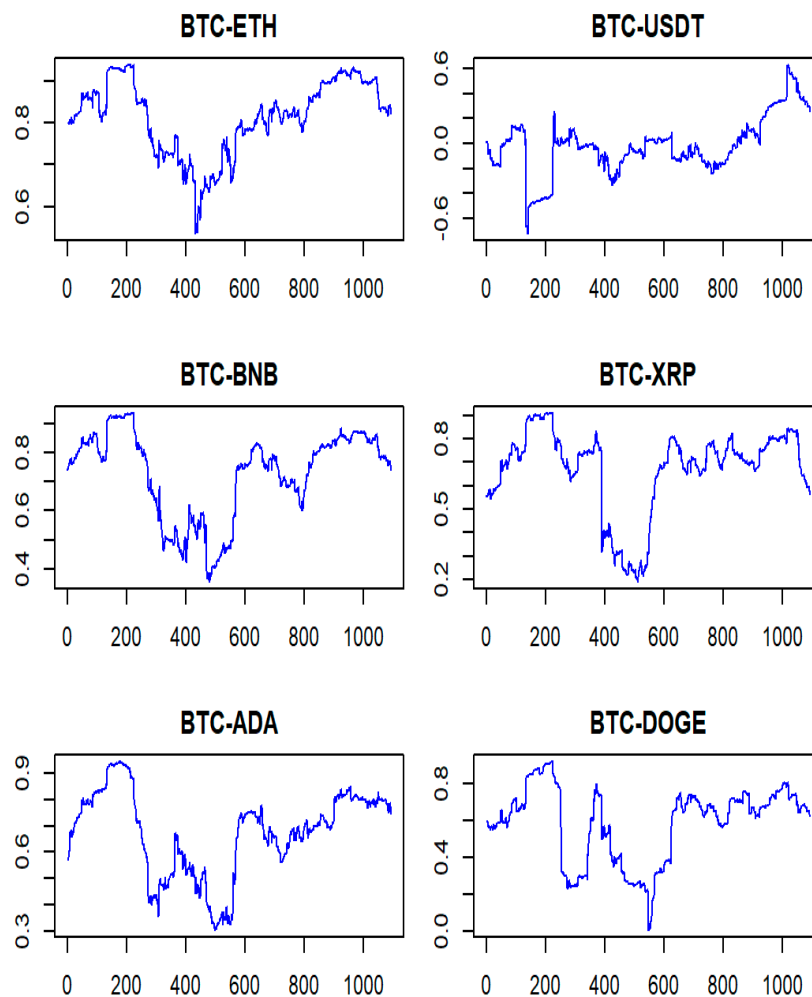 BTC-ETH
0.6 0.8
0 200 400 600 800 1000
BTC-USDT
-0.6 0.0 0.6
0 200 400 600 800 1000
BTC-BNB
0.4 0.6 0.8
0 200 400 600 800 1000
BTC-XRP
0.2 0.5 0.8
0 200 400 600 800 1000
BTC-ADA
0.3 0.6 0.9
0 200 400 600 800 1000
BTC-DOGE
0.0 0.4 0.8
0 200 400 600 800 1000